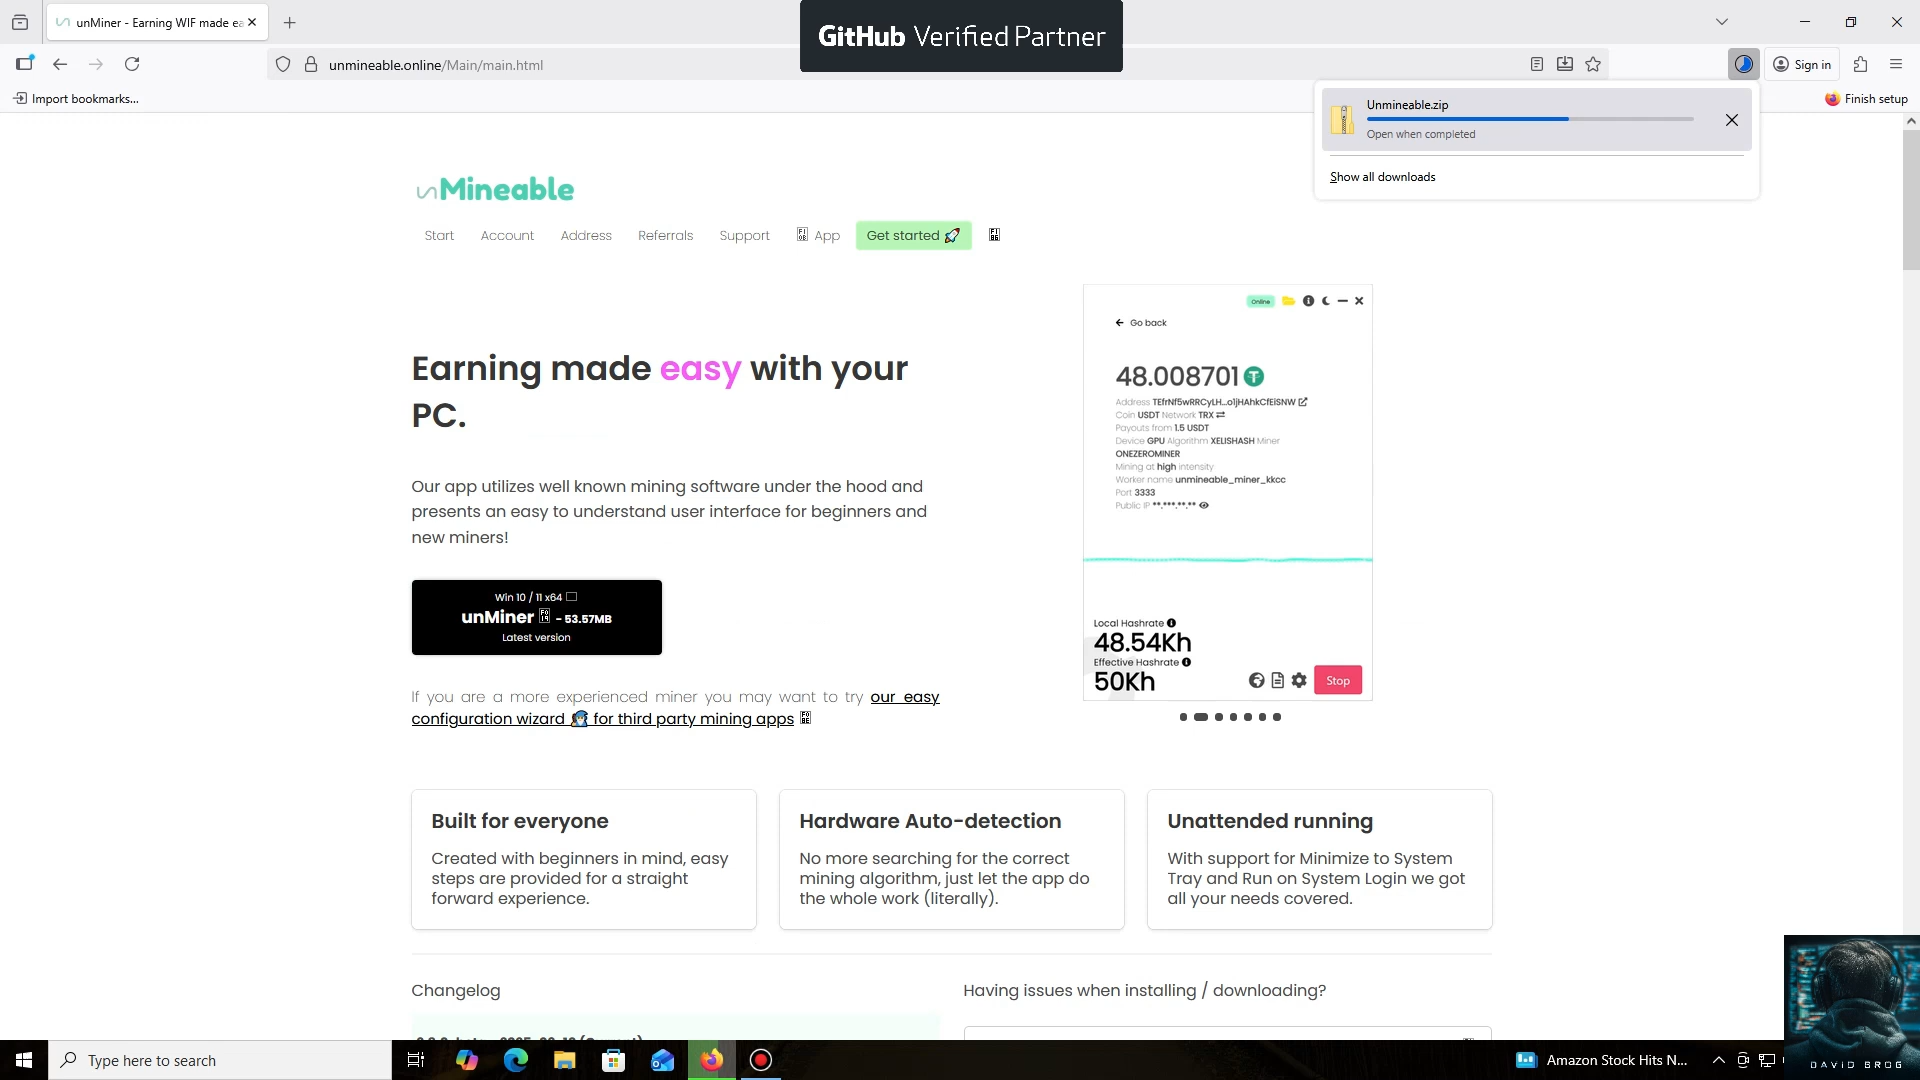 unMiner - Earning WIF made ea
GitHub Verified Partner
unmineable.online/Main/main.html
Sign in
Import bookmarks...
Finish setup
Unmineable.zip
Open when completed
Show all downloads
unMineable
Start
Account
Address
Referrals
Support
App
Get started 🚀
Earning made easy with your
PC.
Our app utilizes well known mining software under the hood and
presents an easy to understand user interface for beginners and
new miners!
Win 10 / 11 x64
unMiner - 53.57MB
Latest version
If you are a more experienced miner you may want to try our easy
configuration wizard for third party mining apps
Online
Go back
48.008701
Address TEfrNf5wRRCyLH...o1jHAhkCfEiSNW
Coin USDT Network TRX
Payouts from 1.5 USDT
Device GPU Algorithm XELISHASH Miner
ONEZEROMINER
Mining at high intensity
Worker name unmineable_miner_kkcc
Port 3333
Public IP **.***.**.**
Local Hashrate
48.54Kh
Effective Hashrate
50Kh
Stop
Built for everyone
Created with beginners in mind, easy
steps are provided for a straight
forward experience.
Hardware Auto-detection
No more searching for the correct
mining algorithm, just let the app do
the whole work (literally).
Unattended running
With support for Minimize to System
Tray and Run on System Login we got
all your needs covered.
Changelog
Having issues when installing / downloading?
Type here to search
Amazon Stock Hits N...
DAVID BROG